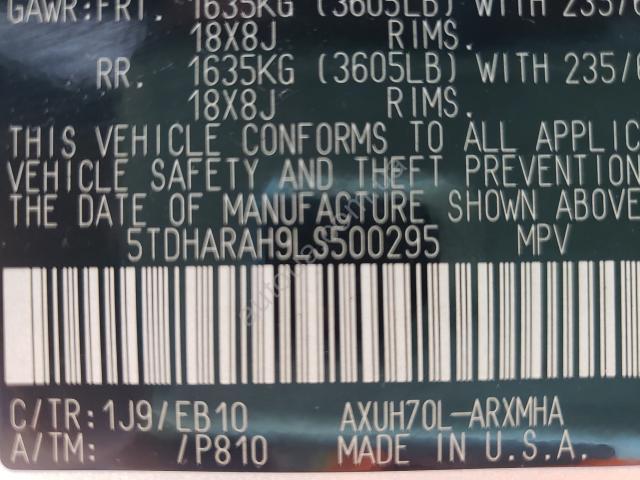 GAWR:FRT. 1635KG (3605LB) WITH 235/6
18X8J RIMS.
RR. 1635KG (3605LB) WITH 235/6
18X8J RIMS.
THIS VEHICLE CONFORMS TO ALL APPLIC
VEHICLE SAFETY AND THEFT PREVENTION
THE DATE OF MANUFACTURE SHOWN ABOVE
5TDHARAH9LS500295 MPV
C/TR:1J9/EB10 AXUH70L-ARXMHA
A/TM: /P810 MADE IN U.S.A.